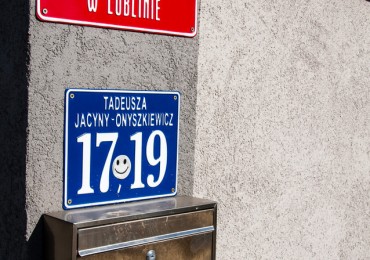 W LUBLINIE
TADEUSZA
JACYNY-ONYSZKIEWICZ
17,19